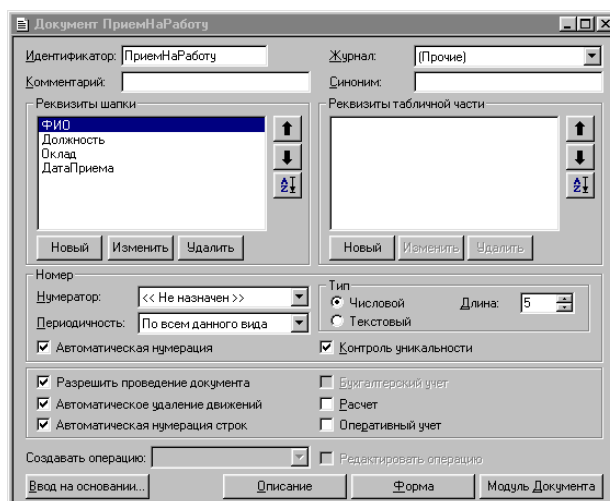 Документ ПриемНаРаботу
Идентификатор: ПриемНаРаботу Журнал: (Прочие)
Комментарий: Синоним:
Реквизиты шапки Реквизиты табличной части
ФИО
Должность
Оклад
ДатаПриема
Новый Изменить Удалить Новый Изменить Удалить
Номер
Нумератор: << Не назначен >> Тип
Числовой Длина: 5
Периодичность: По всем данного вида Текстовый
Автоматическая нумерация Контроль уникальности
Разрешить проведение документа Бухгалтерский учет
Автоматическое удаление движений Расчет
Автоматическая нумерация строк Оперативный учет
Создавать операцию: Редактировать операцию
Ввод на основании... Описание Форма Модуль Документа